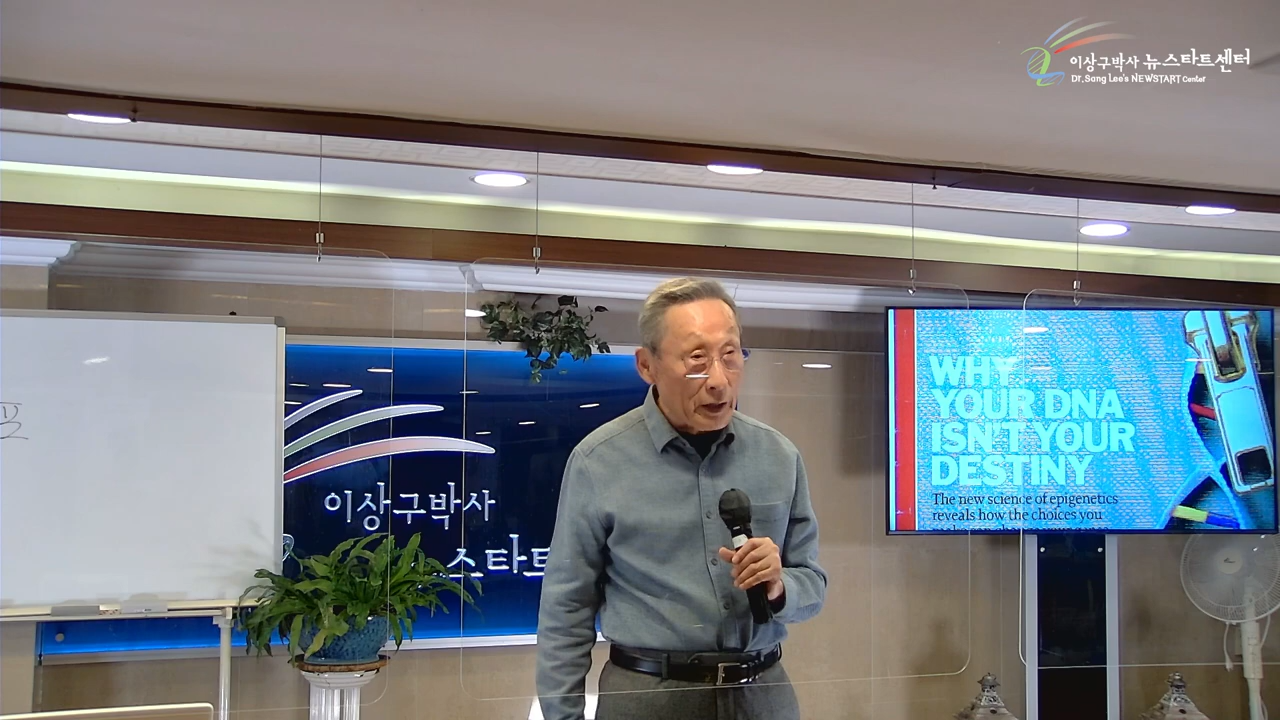 이상구박사 뉴스타트센터
Dr. Sang Lee's NEWSTART Center
이상구박사
스타트
WHY
YOUR DNA
ISN'T YOUR
DESTINY
The new science of epigenetics
reveals how the choices you